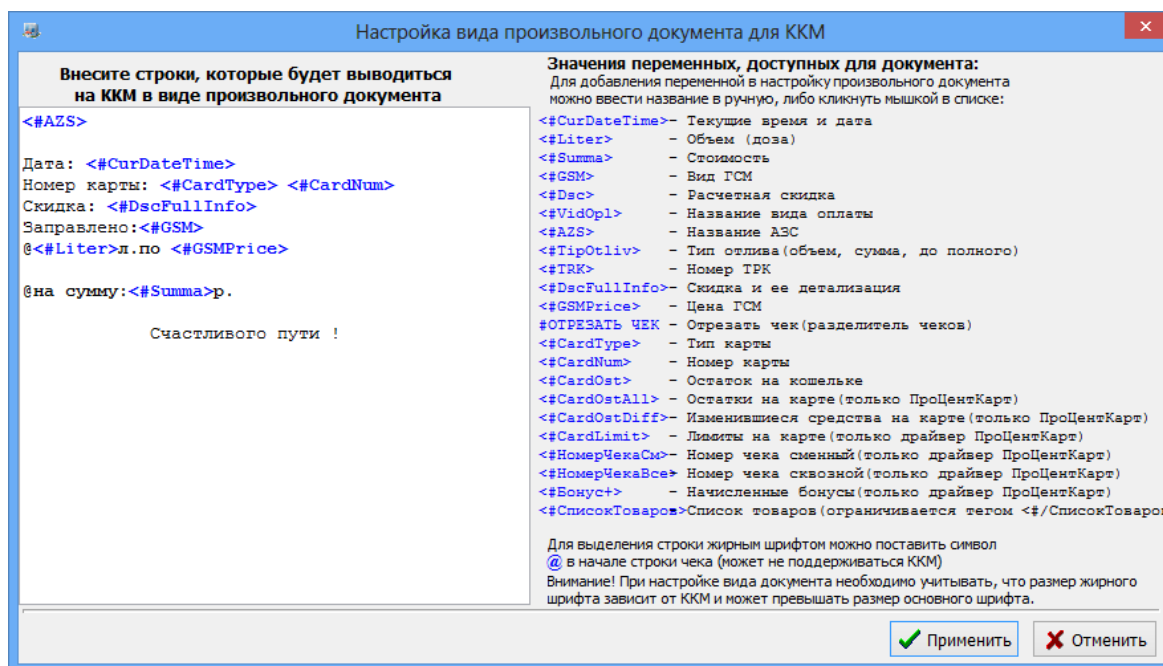 Настройка вида произвольного документа для ККМ
Внесите строки, которые будет выводиться
на ККМ в виде произвольного документа
<#AZS>
Дата: <#CurDateTime>
Номер карты: <#CardType> <#CardNum>
Скидка: <#DscFullInfo>
Заправлено:<#GSM>
@<#Liter>л.по <#GSMPrice>
@на сумму:<#Summa>р.
Счастливого пути !
Значения переменных, доступных для документа:
Для добавления переменной в настройку произвольного документа
можно ввести название в ручную, либо кликнуть мышкой в списке:
<#CurDateTime>- Текущие время и дата
<#Liter> - Объем (доза)
<#Summa> - Стоимость
<#GSM> - Вид ГСМ
<#Dsc> - Расчетная скидка
<#VidOpl> - Название вида оплаты
<#AZS> - Название АЗС
<#TipOtliv> - Тип отлива(объем, сумма, до полного)
<#TRK> - Номер ТРК
<#DscFullInfo>- Скидка и ее детализация
<#GSMPrice> - Цена ГСМ
#ОТРЕЗАТЬ ЧЕК - Отрезать чек(разделитель чеков)
<#CardType> - Тип карты
<#CardNum> - Номер карты
<#CardOst> - Остаток на кошельке
<#CardOstAll> - Остатки на карте(только ПроЦентКарт)
<#CardOstDiff>- Изменившиеся средства на карте(только ПроЦентКарт)
<#CardLimit> - Лимиты на карте(только драйвер ПроЦентКарт)
<#НомерЧекаСм>- Номер чека сменный(только драйвер ПроЦентКарт)
<#НомерЧекаВсе> Номер чека сквозной(только драйвер ПроЦентКарт)
<#Бонус+> - Начисленные бонусы(только драйвер ПроЦентКарт)
<#СписокТоваров>Список товаров(ограничивается тегом <#/СписокТоваро
Для выделения строки жирным шрифтом можно поставить символ
@ в начале строки чека (может не поддерживаться ККМ)
Внимание! При настройке вида документа необходимо учитывать, что размер жирного
шрифта зависит от ККМ и может превышать размер основного шрифта.
Применить
Отменить